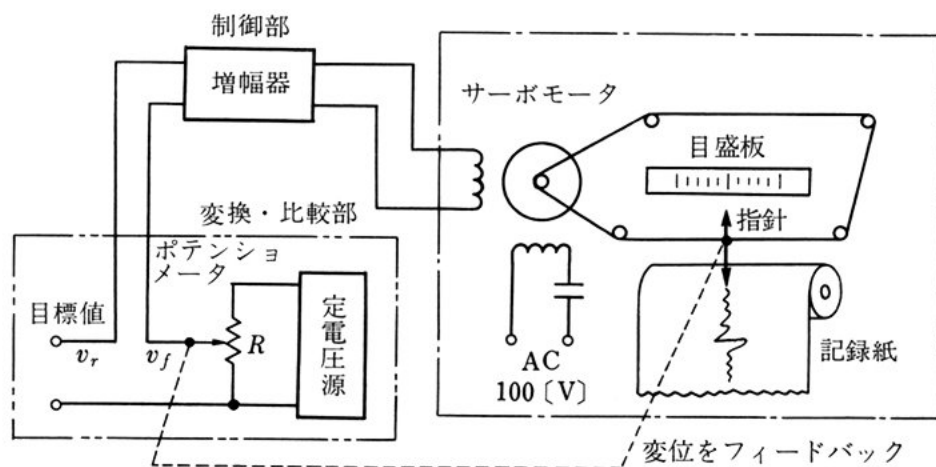 制御部
増幅器
サーボモータ
目盛板
指針
変換・比較部
ポテンショ
メータ
目標値
vr
vf
R
定電圧源
AC
100〔V〕
記録紙
変位をフィードバック